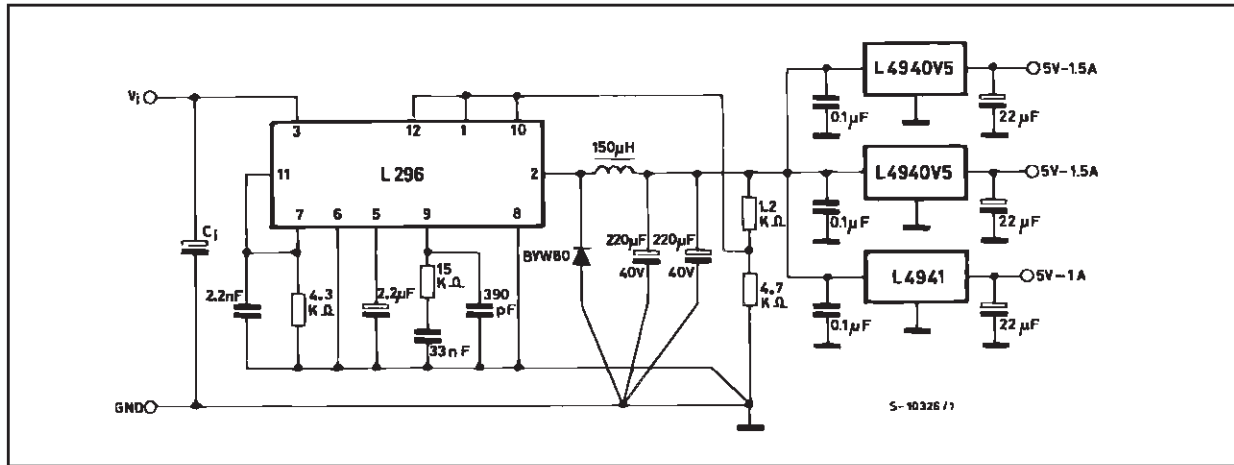 L4940V5
5V-1.5A
0.1µF
22 µF
Vi
3
12
1
10
L 296
11
2
7
6
5
9
8
150µH
L4940V5
5V-1.5A
0.1µF
22 µF
1.2
KΩ
Ci
2.2nF
4.3
KΩ
2.2µF
15
KΩ
390
pF
33nF
BYW80
220µF
40V
220µF
40V
4.7
KΩ
L4941
5V-1A
0.1µF
22 µF
GND